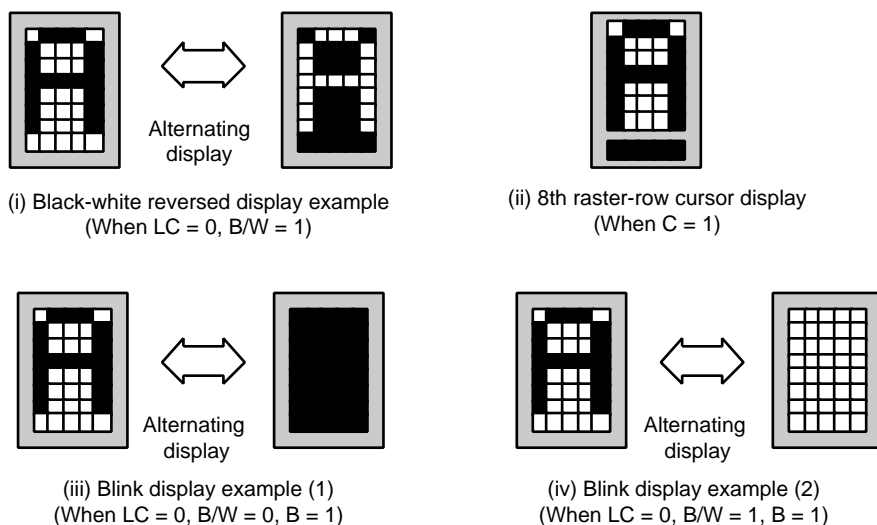 Alternating
display
(i) Black-white reversed display example
(When LC = 0, B/W = 1)
(ii) 8th raster-row cursor display
(When C = 1)
Alternating
display
(iii) Blink display example (1)
(When LC = 0, B/W = 0, B = 1)
Alternating
display
(iv) Blink display example (2)
(When LC = 0, B/W = 1, B = 1)